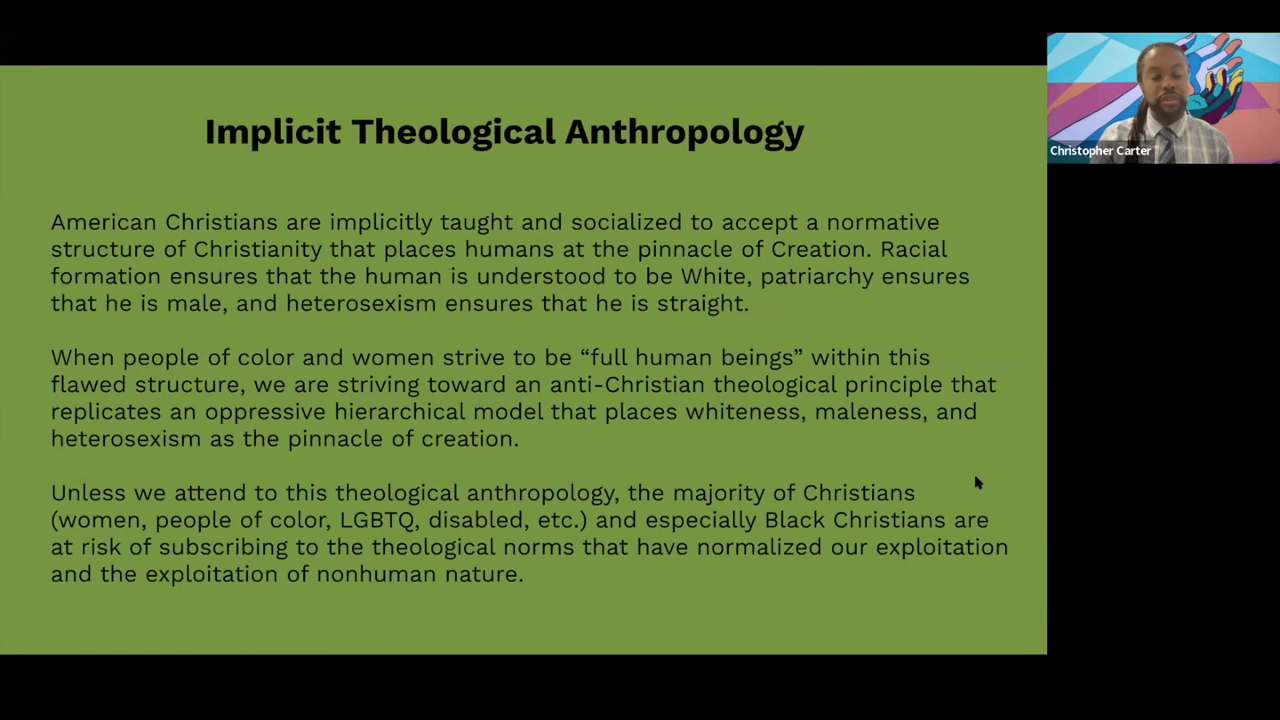 Implicit Theological Anthropology
American Christians are implicitly taught and socialized to accept a normative
structure of Christianity that places humans at the pinnacle of Creation. Racial
formation ensures that the human is understood to be White, patriarchy ensures
that he is male, and heterosexism ensures that he is straight.
When people of color and women strive to be “full human beings” within this
flawed structure, we are striving toward an anti-Christian theological principle that
replicates an oppressive hierarchical model that places whiteness, maleness, and
heterosexism as the pinnacle of creation.
Unless we attend to this theological anthropology, the majority of Christians
(women, people of color, LGBTQ, disabled, etc.) and especially Black Christians are
at risk of subscribing to the theological norms that have normalized our exploitation
and the exploitation of nonhuman nature.
Christopher Carter